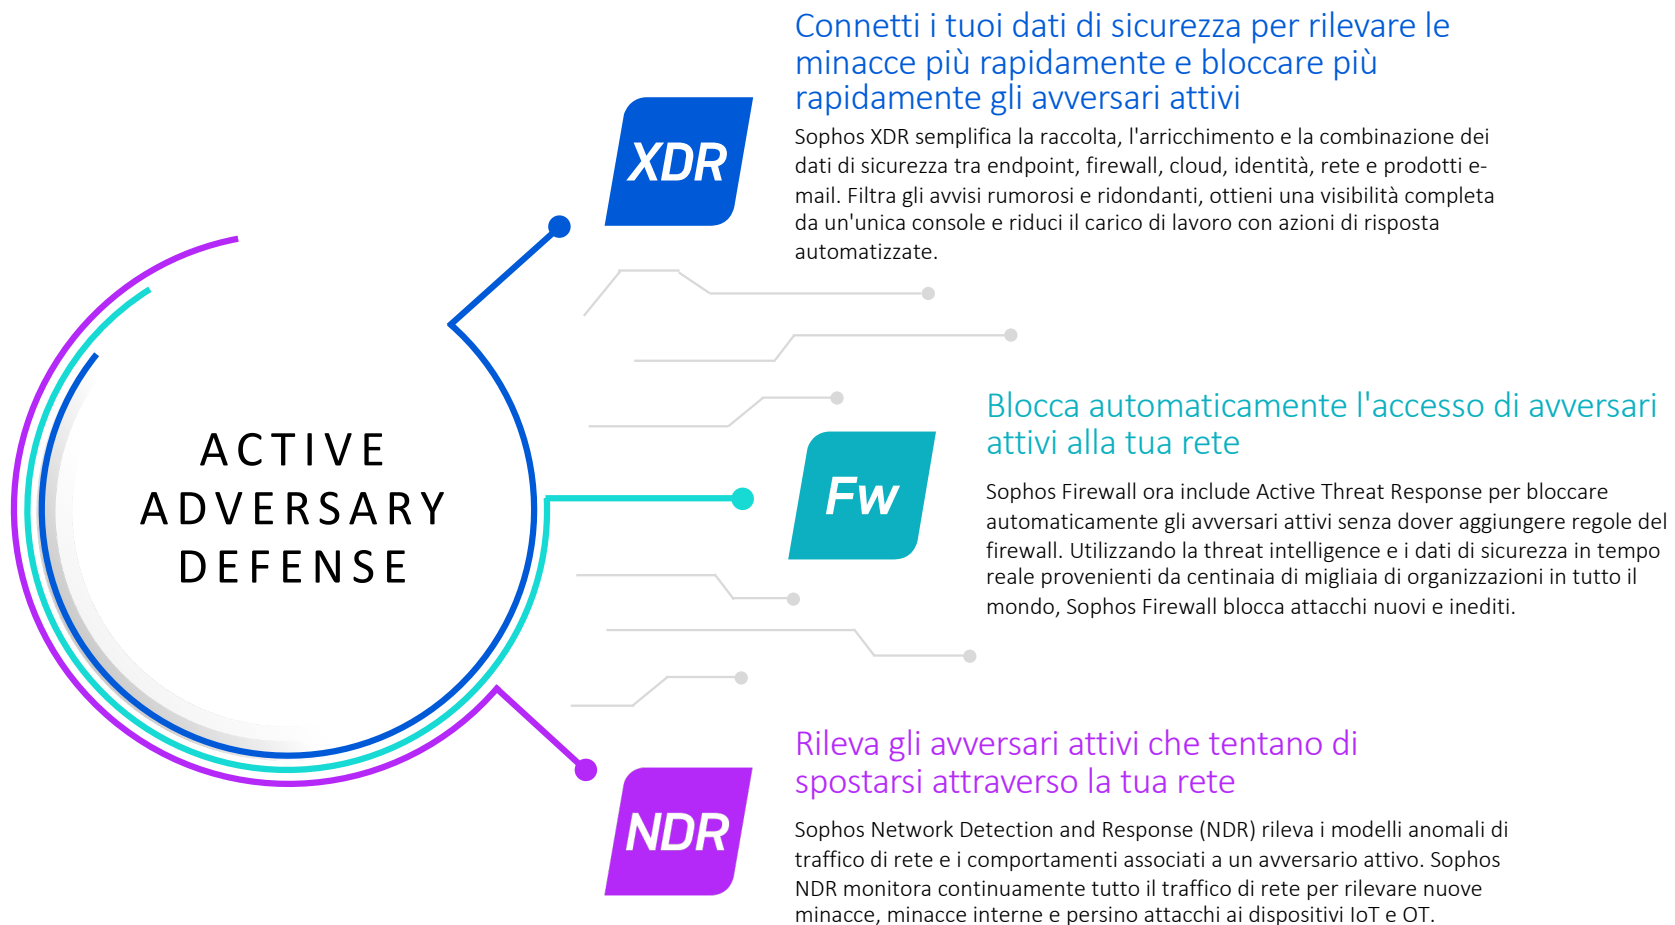 Connetti i tuoi dati di sicurezza per rilevare le
minacce più rapidamente e bloccare più
rapidamente gli avversari attivi
XDR
Sophos XDR semplifica la raccolta, l'arricchimento e la combinazione dei
dati di sicurezza tra endpoint, firewall, cloud, identità, rete e prodotti e-
mail. Filtra gli avvisi rumorosi e ridondanti, ottieni una visibilità completa
da un'unica console e riduci il carico di lavoro con azioni di risposta
automatizzate.
ACTIVE
ADVERSARY
DEFENSE
Blocca automaticamente l'accesso di avversari
attivi alla tua rete
Fw
Sophos Firewall ora include Active Threat Response per bloccare
automaticamente gli avversari attivi senza dover aggiungere regole del
firewall. Utilizzando la threat intelligence e i dati di sicurezza in tempo
reale provenienti da centinaia di migliaia di organizzazioni in tutto il
mondo, Sophos Firewall blocca attacchi nuovi e inediti.
Rileva gli avversari attivi che tentano di
spostarsi attraverso la tua rete
NDR
Sophos Network Detection and Response (NDR) rileva i modelli anomali di
traffico di rete e i comportamenti associati a un avversario attivo. Sophos
NDR monitora continuamente tutto il traffico di rete per rilevare nuove
minacce, minacce interne e persino attacchi ai dispositivi IoT e OT.